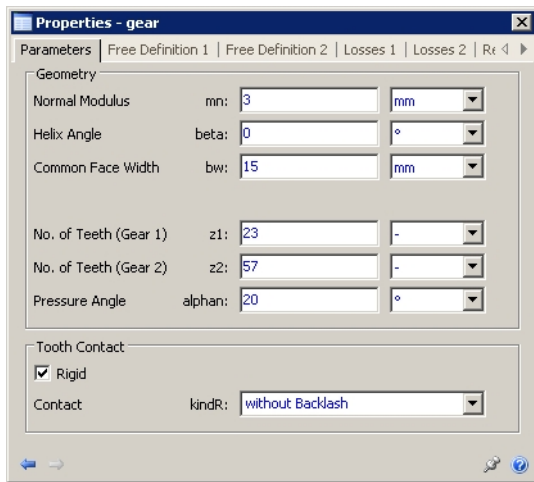 Properties - gear
Parameters | Free Definition 1 | Free Definition 2 | Losses 1 | Losses 2 |
Geometry
Normal Modulus mn: 3 mm
Helix Angle beta: 0 °
Common Face Width bw: 15 mm
No. of Teeth (Gear 1) z1: 23 -
No. of Teeth (Gear 2) z2: 57 -
Pressure Angle alphan: 20 °
Tooth Contact
Rigid
Contact kindR: without Backlash